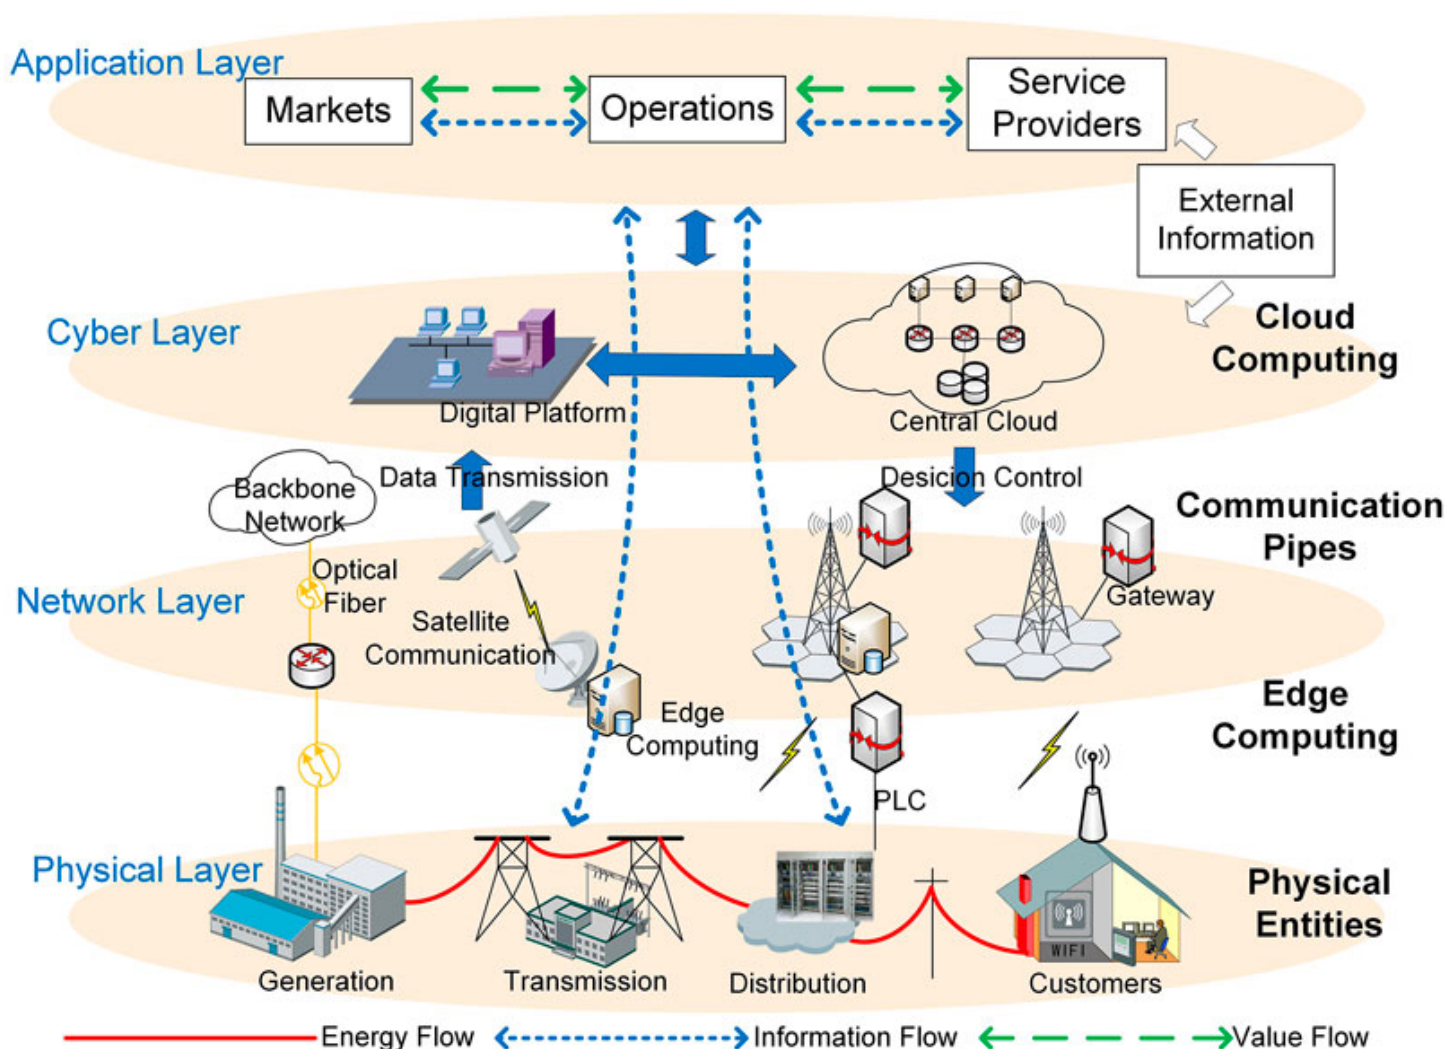 Application Layer
Markets
Operations
Service
Providers
External
Information
Cyber Layer
Cloud
Computing
Digital Platform
Central Cloud
Data Transmission
Desicion Control
Backbone
Network
Communication
Pipes
Optical
Fiber
Network Layer
Satellite
Communication
Gateway
Edge
Computing
Edge
Computing
PLC
Physical Layer
WIFI
Physical
Entities
Generation
Transmission
Distribution
Customers
Energy Flow
Information Flow
Value Flow